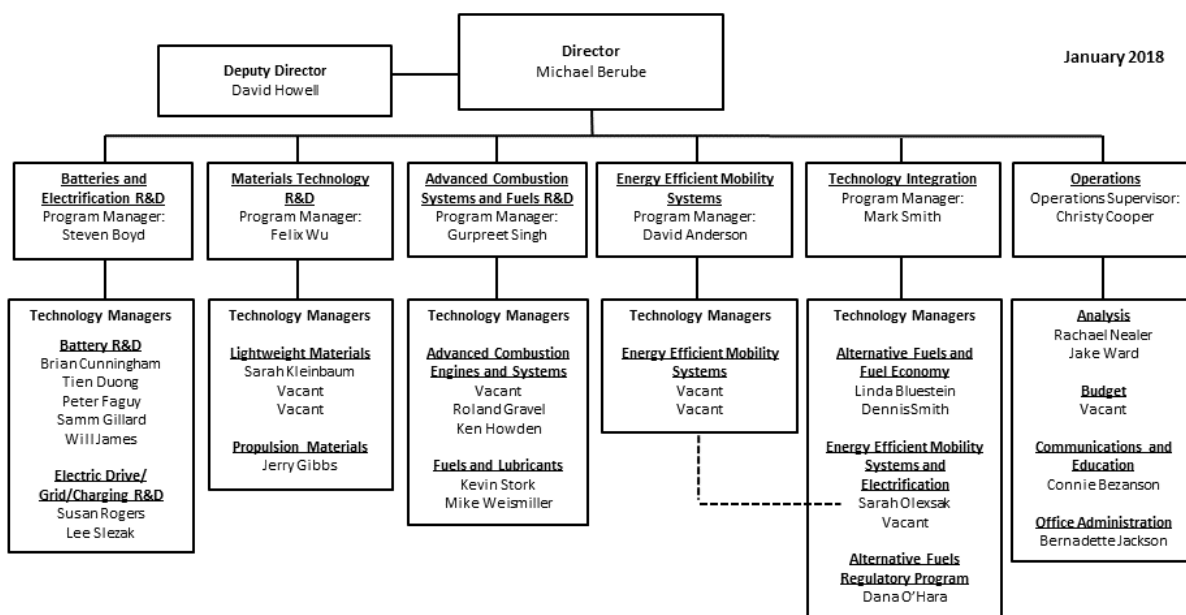 Director
Michael Berube
Deputy Director
David Howell
January 2018
Batteries and
Electrification R&D
Program Manager:
Steven Boyd
Materials Technology
R&D
Program Manager:
Felix Wu
Advanced Combustion
Systems and Fuels R&D
Program Manager:
Gurpreet Singh
Energy Efficient Mobility
Systems
Program Manager:
David Anderson
Technology Integration
Program Manager:
Mark Smith
Operations
Operations Supervisor:
Christy Cooper
Technology Managers
Battery R&D
Brian Cunningham
Tien Duong
Peter Faguy
Samm Gillard
Will James
Electric Drive/
Grid/Charging R&D
Susan Rogers
Lee Slezak
Technology Managers
Lightweight Materials
Sarah Kleinbaum
Vacant
Vacant
Propulsion Materials
Jerry Gibbs
Technology Managers
Advanced Combustion
Engines and Systems
Vacant
Roland Gravel
Ken Howden
Fuels and Lubricants
Kevin Stork
Mike Weismiller
Technology Managers
Energy Efficient Mobility
Systems
Vacant
Vacant
Technology Managers
Alternative Fuels and
Fuel Economy
Linda Bluestein
Dennis Smith
Energy Efficient Mobility
Systems and
Electrification
Sarah Olexsak
Vacant
Alternative Fuels
Regulatory Program
Dana O'Hara
Analysis
Rachael Nealer
Jake Ward
Budget
Vacant
Communications and
Education
Connie Bezanson
Office Administration
Bernadette Jackson